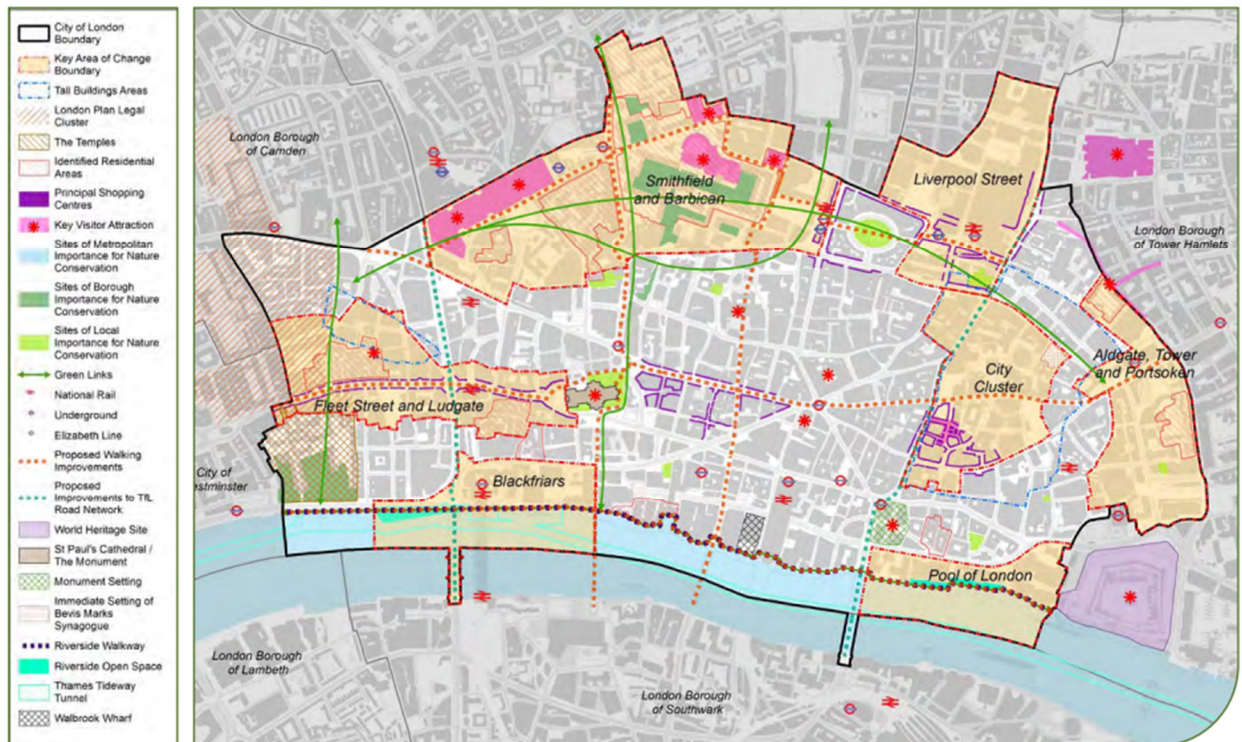 City of London
Boundary
Key Area of Change
Boundary
Tall Buildings Areas
London Plan Legal
Cluster
The Temples
Identified Residential
Areas
Principal Shopping
Centres
Key Visitor Attraction
Sites of Metropolitan
Importance for Nature
Conservation
Sites of Borough
Importance for Nature
Conservation
Sites of Local
Importance for Nature
Conservation
Green Links
National Rail
Underground
Elizabeth Line
Proposed Walking
Improvements
Proposed
Improvements to TfL
Road Network
World Heritage Site
St Paul's Cathedral /
The Monument
Monument Setting
Immediate Setting of
Bevis Marks
Synagogue
Riverside Walkway
Riverside Open Space
Thames Tideway
Tunnel
Walbrook Wharf
London Borough
of Camden
Smithfield
and Barbican
Liverpool Street
London Borough
of Tower Hamlets
City
Cluster
Aldgate, Tower
and Portsoken
Fleet Street and Ludgate
City of
estminster
Blackfriars
Pool of London
London Borough
of Lambeth
London Borough
of Southwark